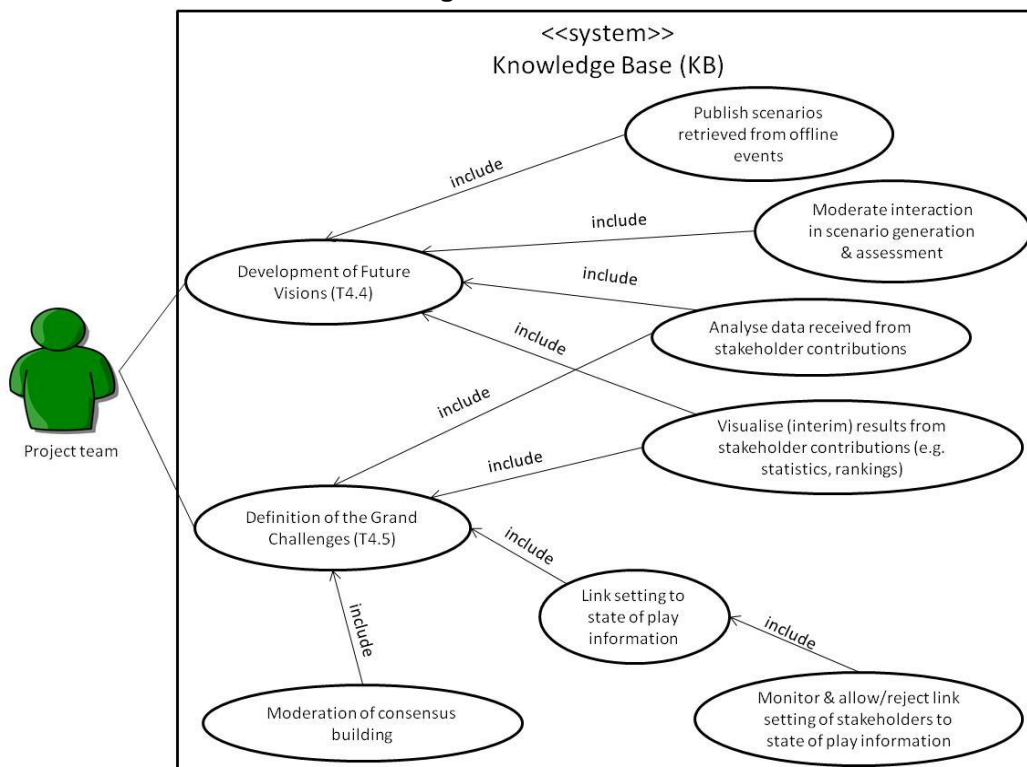 <<system>>
Knowledge Base (KB)
Publish scenarios
retrieved from offline
events
include
include
Moderate interaction
in scenario generation
& assessment
Development of Future
Visions (T4.4)
include
include
Analyse data received from
stakeholder contributions
include
Visualise (interim) results from
stakeholder contributions (e.g.
statistics, rankings)
include
Project team
Definition of the Grand
Challenges (T4.5)
include
Link setting to
state of play
information
include
include
Moderation of consensus
building
Monitor & allow/reject link
setting of stakeholders to
state of play information